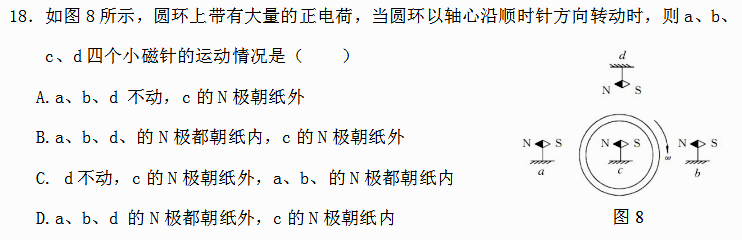 18. 如图 8 所示，圆环上带有大量的正电荷，当圆环以轴心沿顺时针方向转动时，则 a、b、
c、d 四个小磁针的运动情况是（　　）
A.a、b、d 不动，c 的 N 极朝纸外
B.a、b、d、的 N 极都朝纸内，c 的 N 极朝纸外
C. d 不动，c 的 N 极朝纸外，a、b、的 N 极都朝纸内
D.a、b、d 的 N 极都朝纸外，c 的 N 极朝纸内
d
N S
N S N S N S
a c ω b
图 8